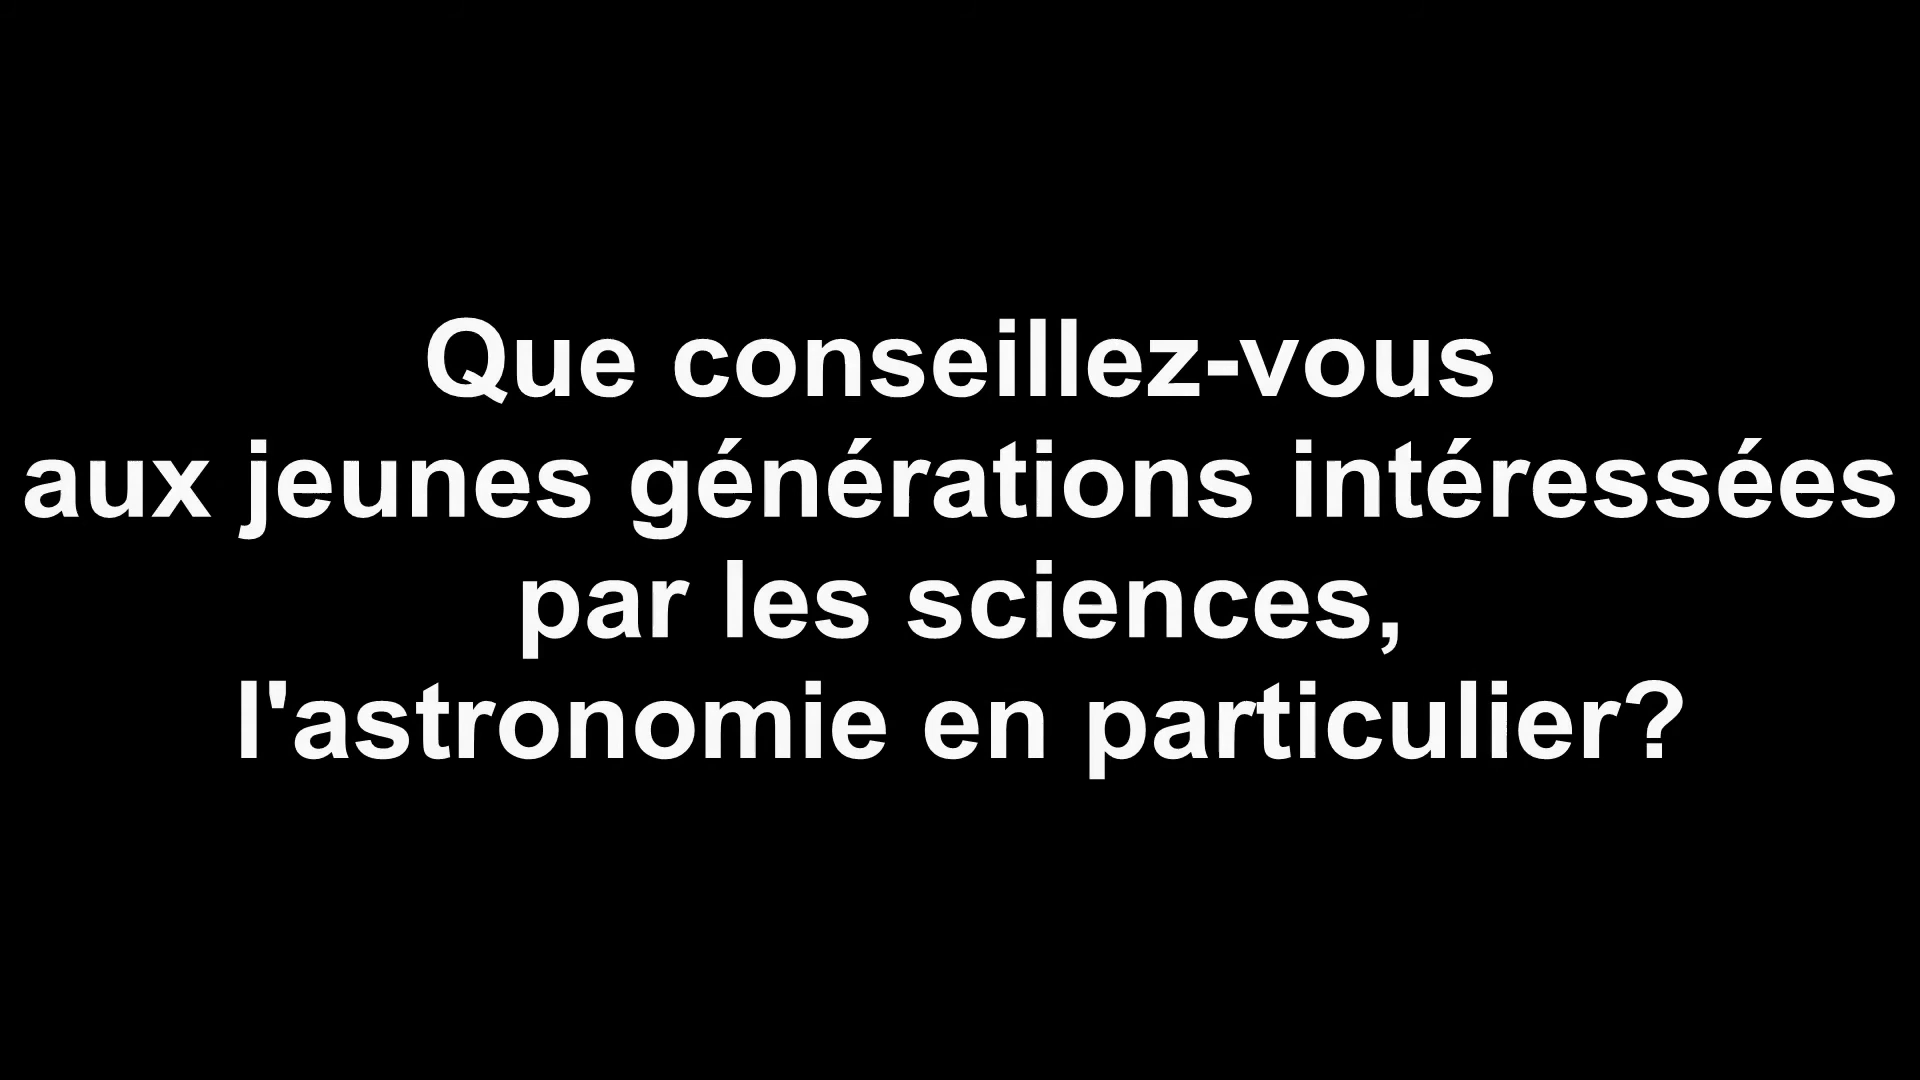 Que conseillez-vous
aux jeunes générations intéressées
par les sciences,
l'astronomie en particulier?